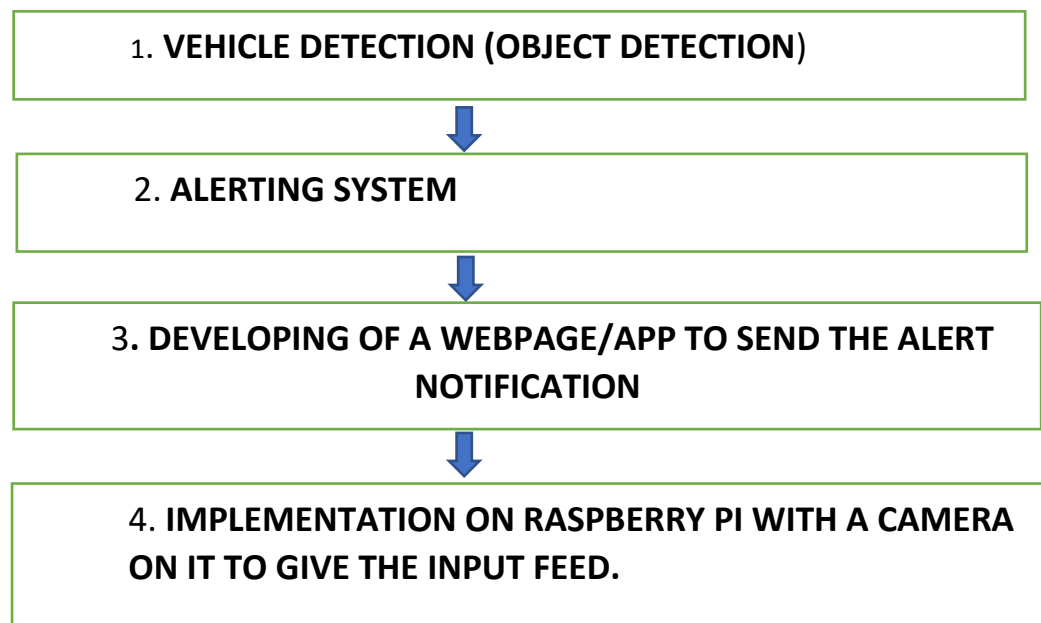 1. VEHICLE DETECTION (OBJECT DETECTION)
2. ALERTING SYSTEM
3. DEVELOPING OF A WEBPAGE/APP TO SEND THE ALERT
NOTIFICATION
4. IMPLEMENTATION ON RASPBERRY PI WITH A CAMERA
ON IT TO GIVE THE INPUT FEED.